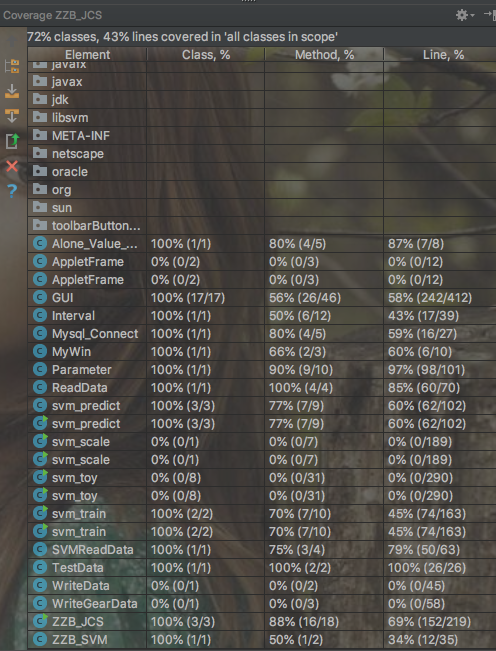 Coverage ZZB_JCS
72% classes, 43% lines covered in 'all classes in scope'
Element Class, % Method, % Line, %
javafx
javax
jdk
libsvm
META-INF
netscape
oracle
org
sun
toolbarButton...
Alone_Value_... 100% (1/1) 80% (4/5) 87% (7/8)
AppletFrame 0% (0/2) 0% (0/3) 0% (0/12)
AppletFrame 0% (0/2) 0% (0/3) 0% (0/12)
GUI 100% (17/17) 56% (26/46) 58% (242/412)
Interval 100% (1/1) 50% (6/12) 43% (17/39)
Mysql_Connect 100% (1/1) 80% (4/5) 59% (16/27)
MyWin 100% (1/1) 66% (2/3) 60% (6/10)
Parameter 100% (1/1) 90% (9/10) 97% (98/101)
ReadData 100% (1/1) 100% (4/4) 85% (60/70)
svm_predict 100% (3/3) 77% (7/9) 60% (62/102)
svm_predict 100% (3/3) 77% (7/9) 60% (62/102)
svm_scale 0% (0/1) 0% (0/7) 0% (0/189)
svm_scale 0% (0/1) 0% (0/7) 0% (0/189)
svm_toy 0% (0/8) 0% (0/31) 0% (0/290)
svm_toy 0% (0/8) 0% (0/31) 0% (0/290)
svm_train 100% (2/2) 70% (7/10) 45% (74/163)
svm_train 100% (2/2) 70% (7/10) 45% (74/163)
SVMReadData 100% (1/1) 75% (3/4) 79% (50/63)
TestData 100% (1/1) 100% (2/2) 100% (26/26)
WriteData 0% (0/1) 0% (0/2) 0% (0/45)
WriteGearData 0% (0/1) 0% (0/3) 0% (0/58)
ZZB_JCS 100% (3/3) 88% (16/18) 69% (152/219)
ZZB_SVM 100% (1/1) 50% (1/2) 34% (12/35)